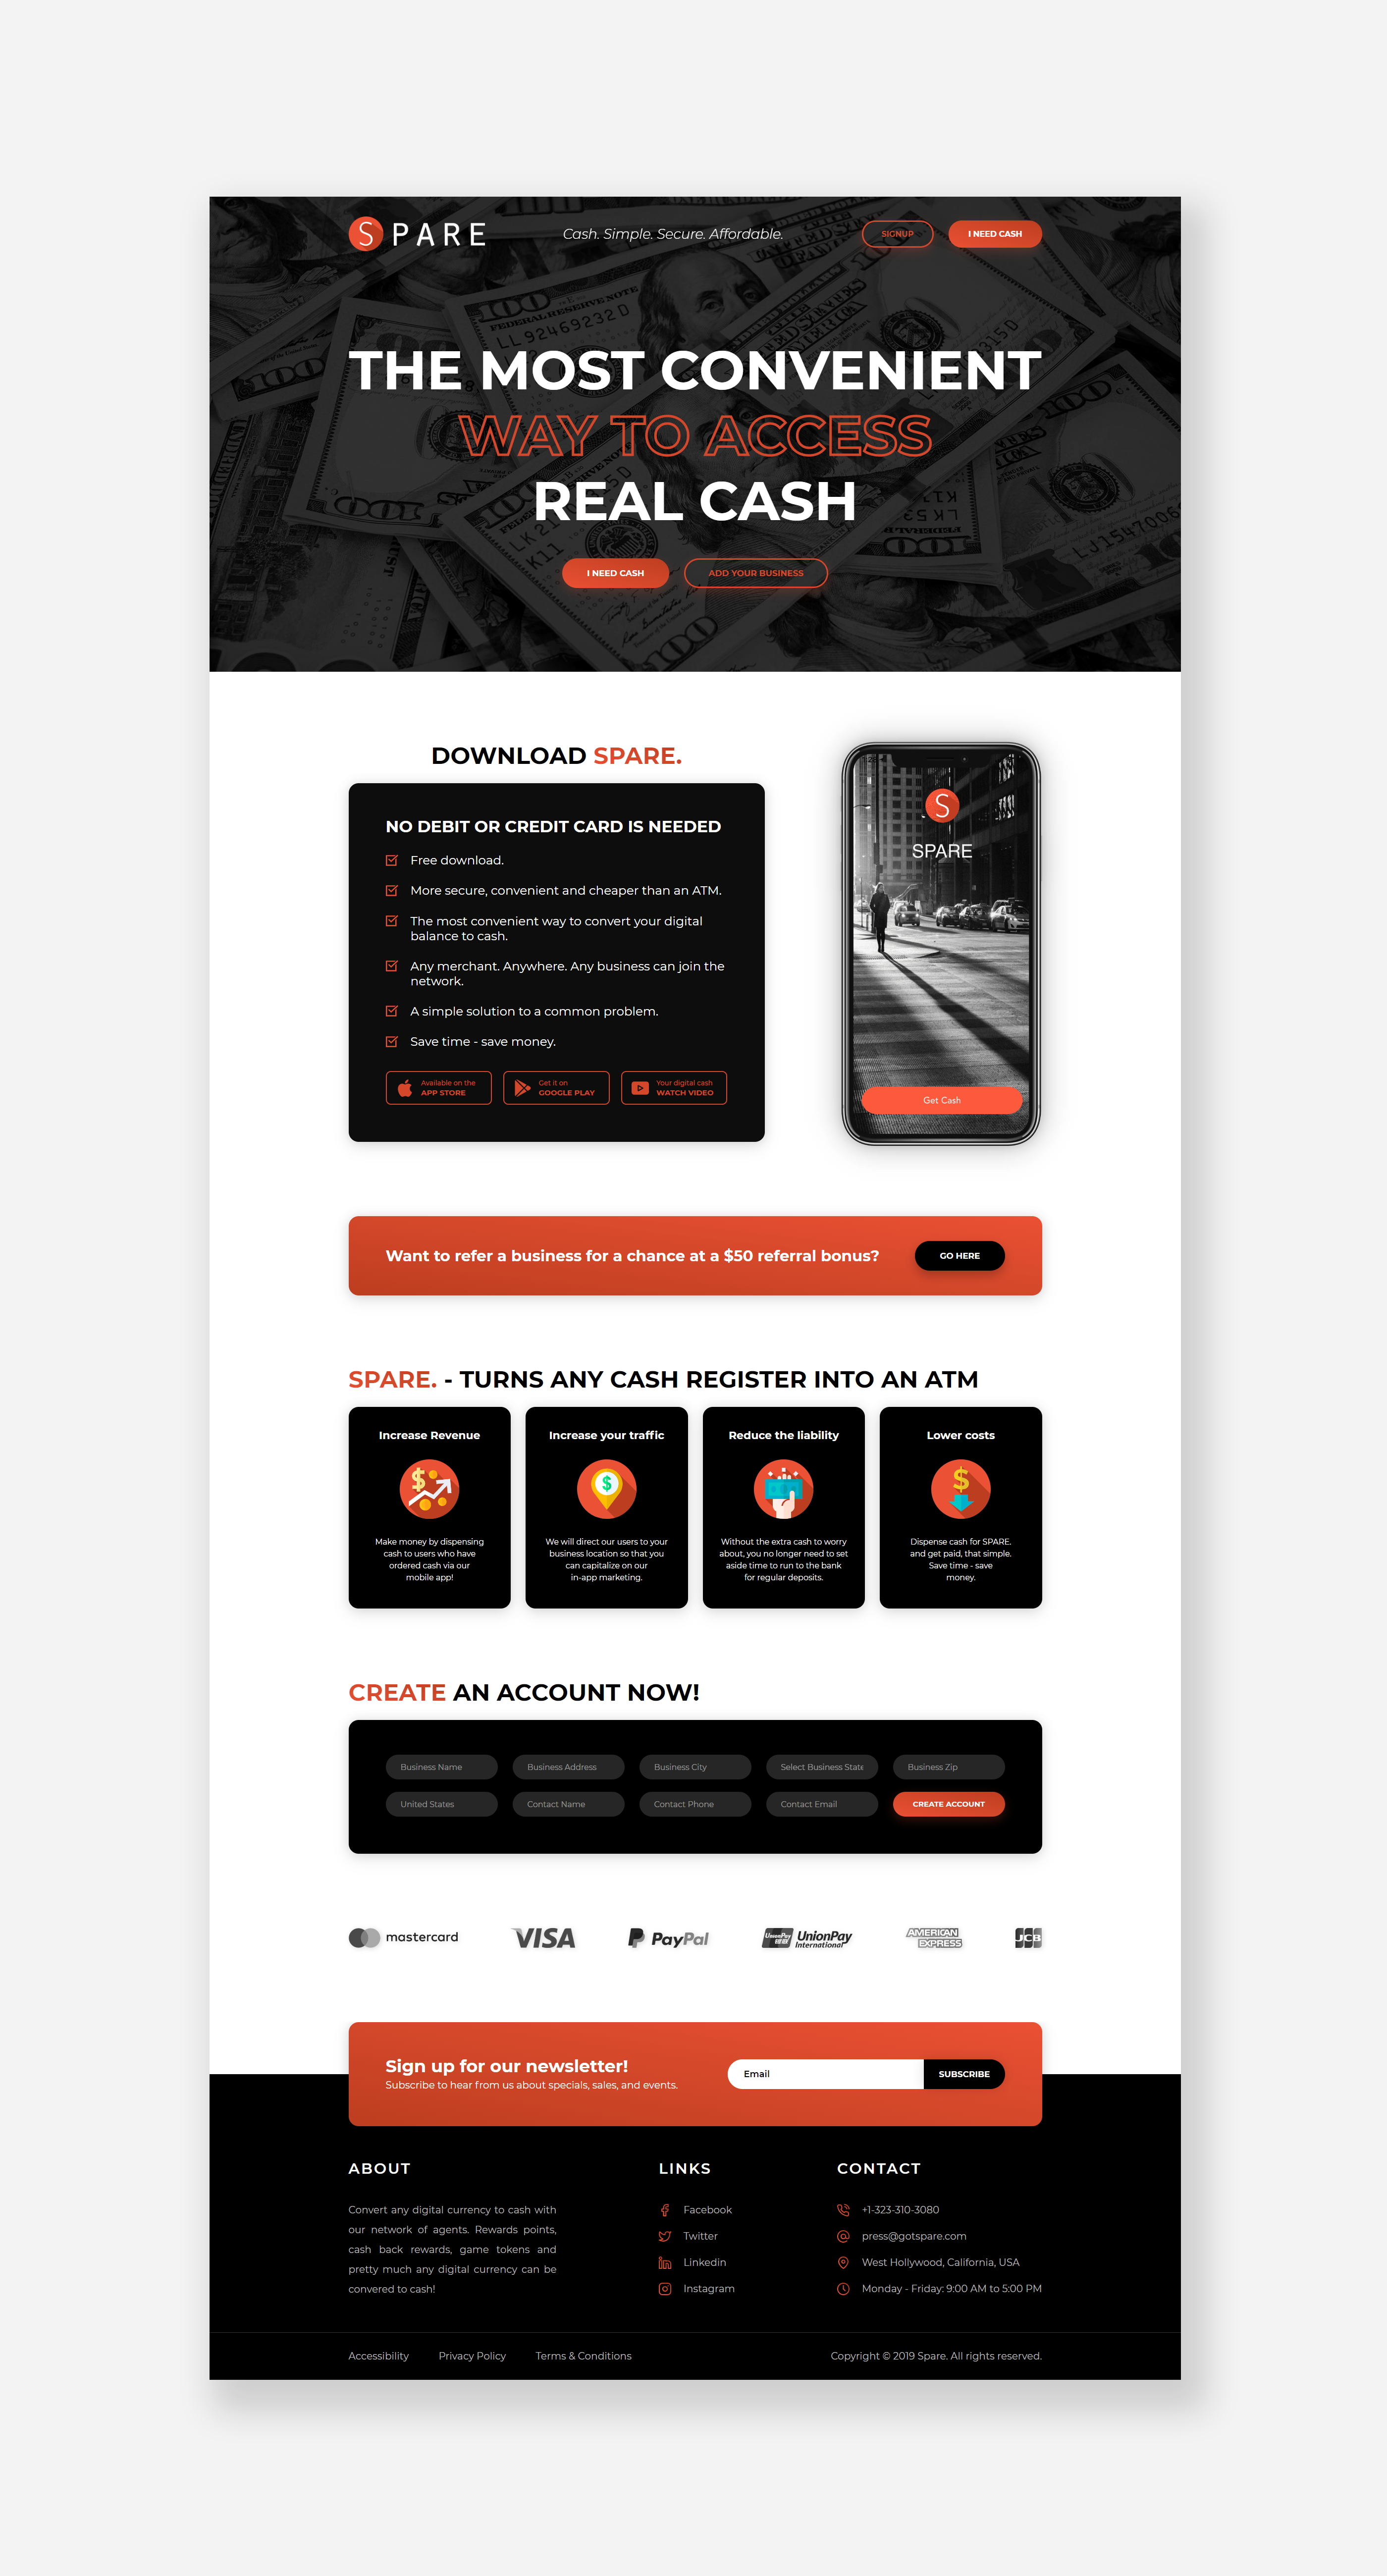 SPARE
Cash. Simple. Secure. Affordable.
SIGNUP
I NEED CASH
THE MOST CONVENIENT
WAY TO ACCESS
REAL CASH
I NEED CASH
ADD YOUR BUSINESS
DOWNLOAD SPARE.
NO DEBIT OR CREDIT CARD IS NEEDED
Free download.
More secure, convenient and cheaper than an ATM.
The most convenient way to convert your digital
balance to cash.
Any merchant. Anywhere. Any business can join the
network.
A simple solution to a common problem.
Save time - save money.
Available on the
APP STORE
Get it on
GOOGLE PLAY
Your digital cash
WATCH VIDEO
S
SPARE
Get Cash
Want to refer a business for a chance at a $50 referral bonus?
GO HERE
SPARE. - TURNS ANY CASH REGISTER INTO AN ATM
Increase Revenue
Make money by dispensing
cash to users who have
ordered cash via our
mobile app!
Increase your traffic
We will direct our users to your
business location so that you
can capitalize on our
in-app marketing.
Reduce the liability
Without the extra cash to worry
about, you no longer need to set
aside time to run to the bank
for regular deposits.
Lower costs
Dispense cash for SPARE.
and get paid, that simple.
Save time - save
money.
CREATE AN ACCOUNT NOW!
Business Name
Business Address
Business City
Select Business State
Business Zip
United States
Contact Name
Contact Phone
Contact Email
CREATE ACCOUNT
mastercard
VISA
PayPal
UnionPay
International
AMERICAN
EXPRESS
JCB
Sign up for our newsletter!
Subscribe to hear from us about specials, sales, and events.
Email
SUBSCRIBE
ABOUT
Convert any digital currency to cash with
our network of agents. Rewards points,
cash back rewards, game tokens and
pretty much any digital currency can be
convered to cash!
LINKS
Facebook
Twitter
Linkedin
Instagram
CONTACT
+1-323-310-3080
press@gotspare.com
West Hollywood, California, USA
Monday - Friday: 9:00 AM to 5:00 PM
Accessibility
Privacy Policy
Terms & Conditions
Copyright © 2019 Spare. All rights reserved.